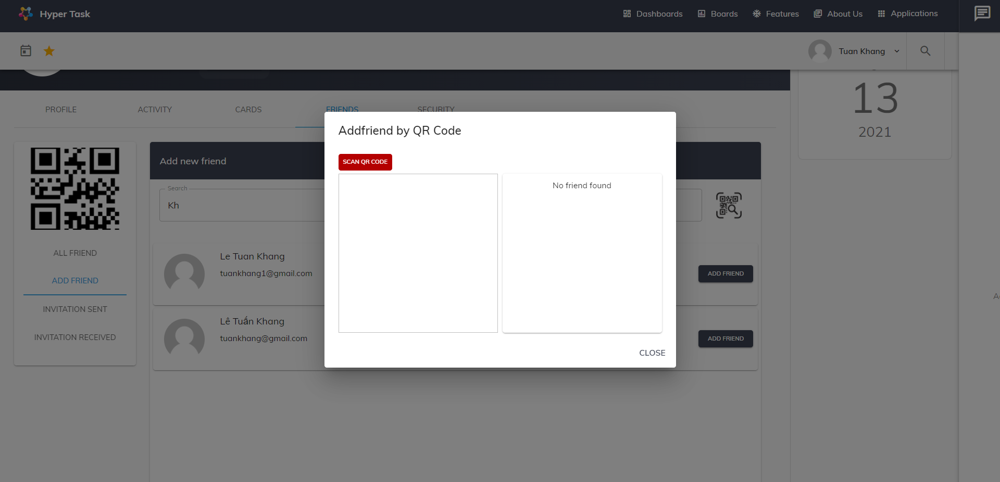 Hyper Task
Dashboards
Boards
Features
About Us
Applications
Tuan Khang
13
2021
PROFILE
ACTIVITY
CARDS
FRIENDS
SECURITY
ALL FRIEND
ADD FRIEND
INVITATION SENT
INVITATION RECEIVED
Add new friend
Search
Kh
Le Tuan Khang
tuankhang1@gmail.com
ADD FRIEND
Lê Tuấn Khang
tuankhang@gmail.com
ADD FRIEND
Addfriend by QR Code
SCAN QR CODE
No friend found
CLOSE